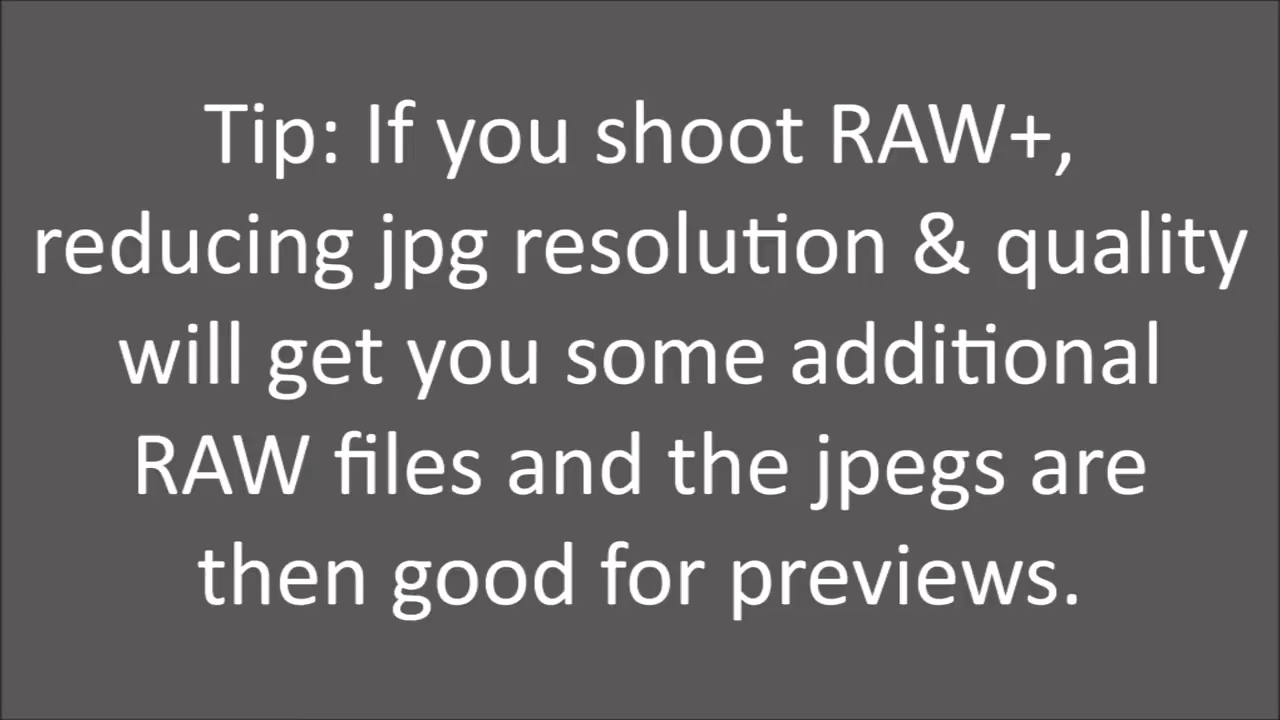 Tip: If you shoot RAW+,
reducing jpg resolution & quality
will get you some additional
RAW files and the jpegs are
then good for previews.